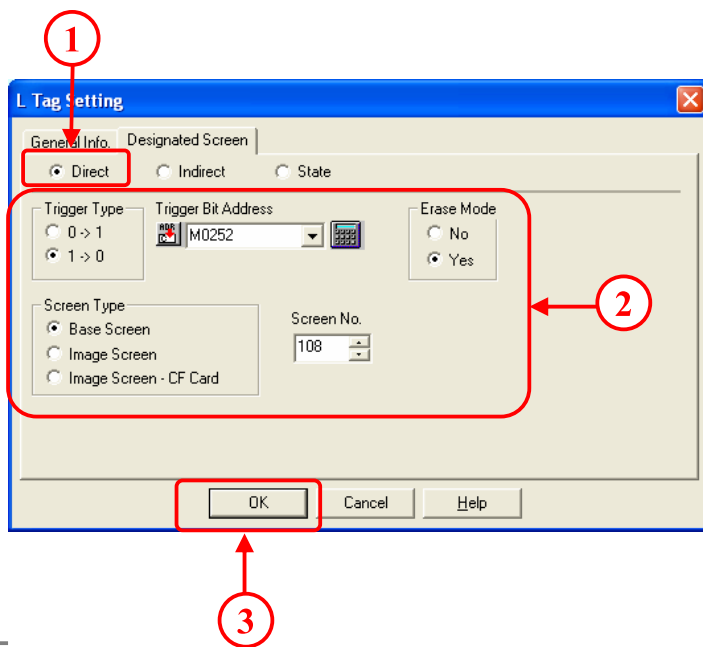 1
L Tag Setting
General Info. Designated Screen
Direct Indirect State
Trigger Type Trigger Bit Address Erase Mode
0 -> 1 ADR M0252 No
1 -> 0 Yes
2
Screen Type
Base Screen Screen No.
Image Screen 108
Image Screen - CF Card
OK Cancel Help
3